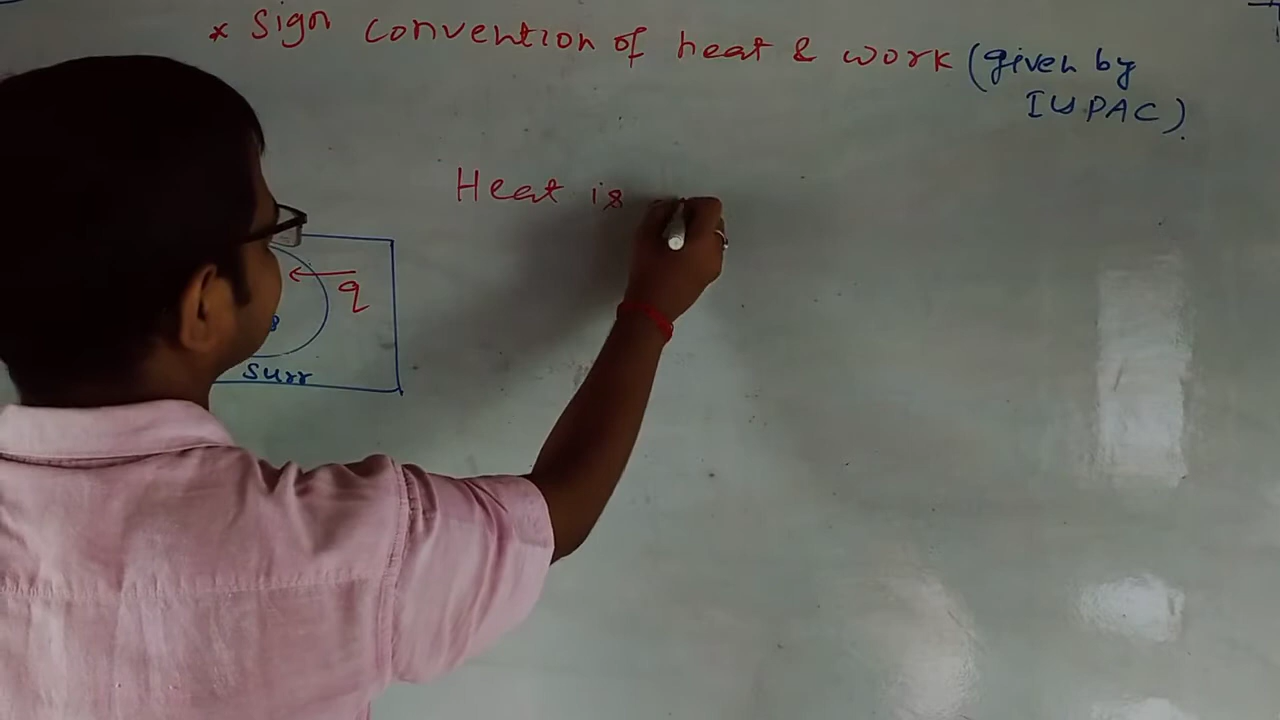 * Sign convention of heat & work (given by
IUPAC).
Heat is
q
surr